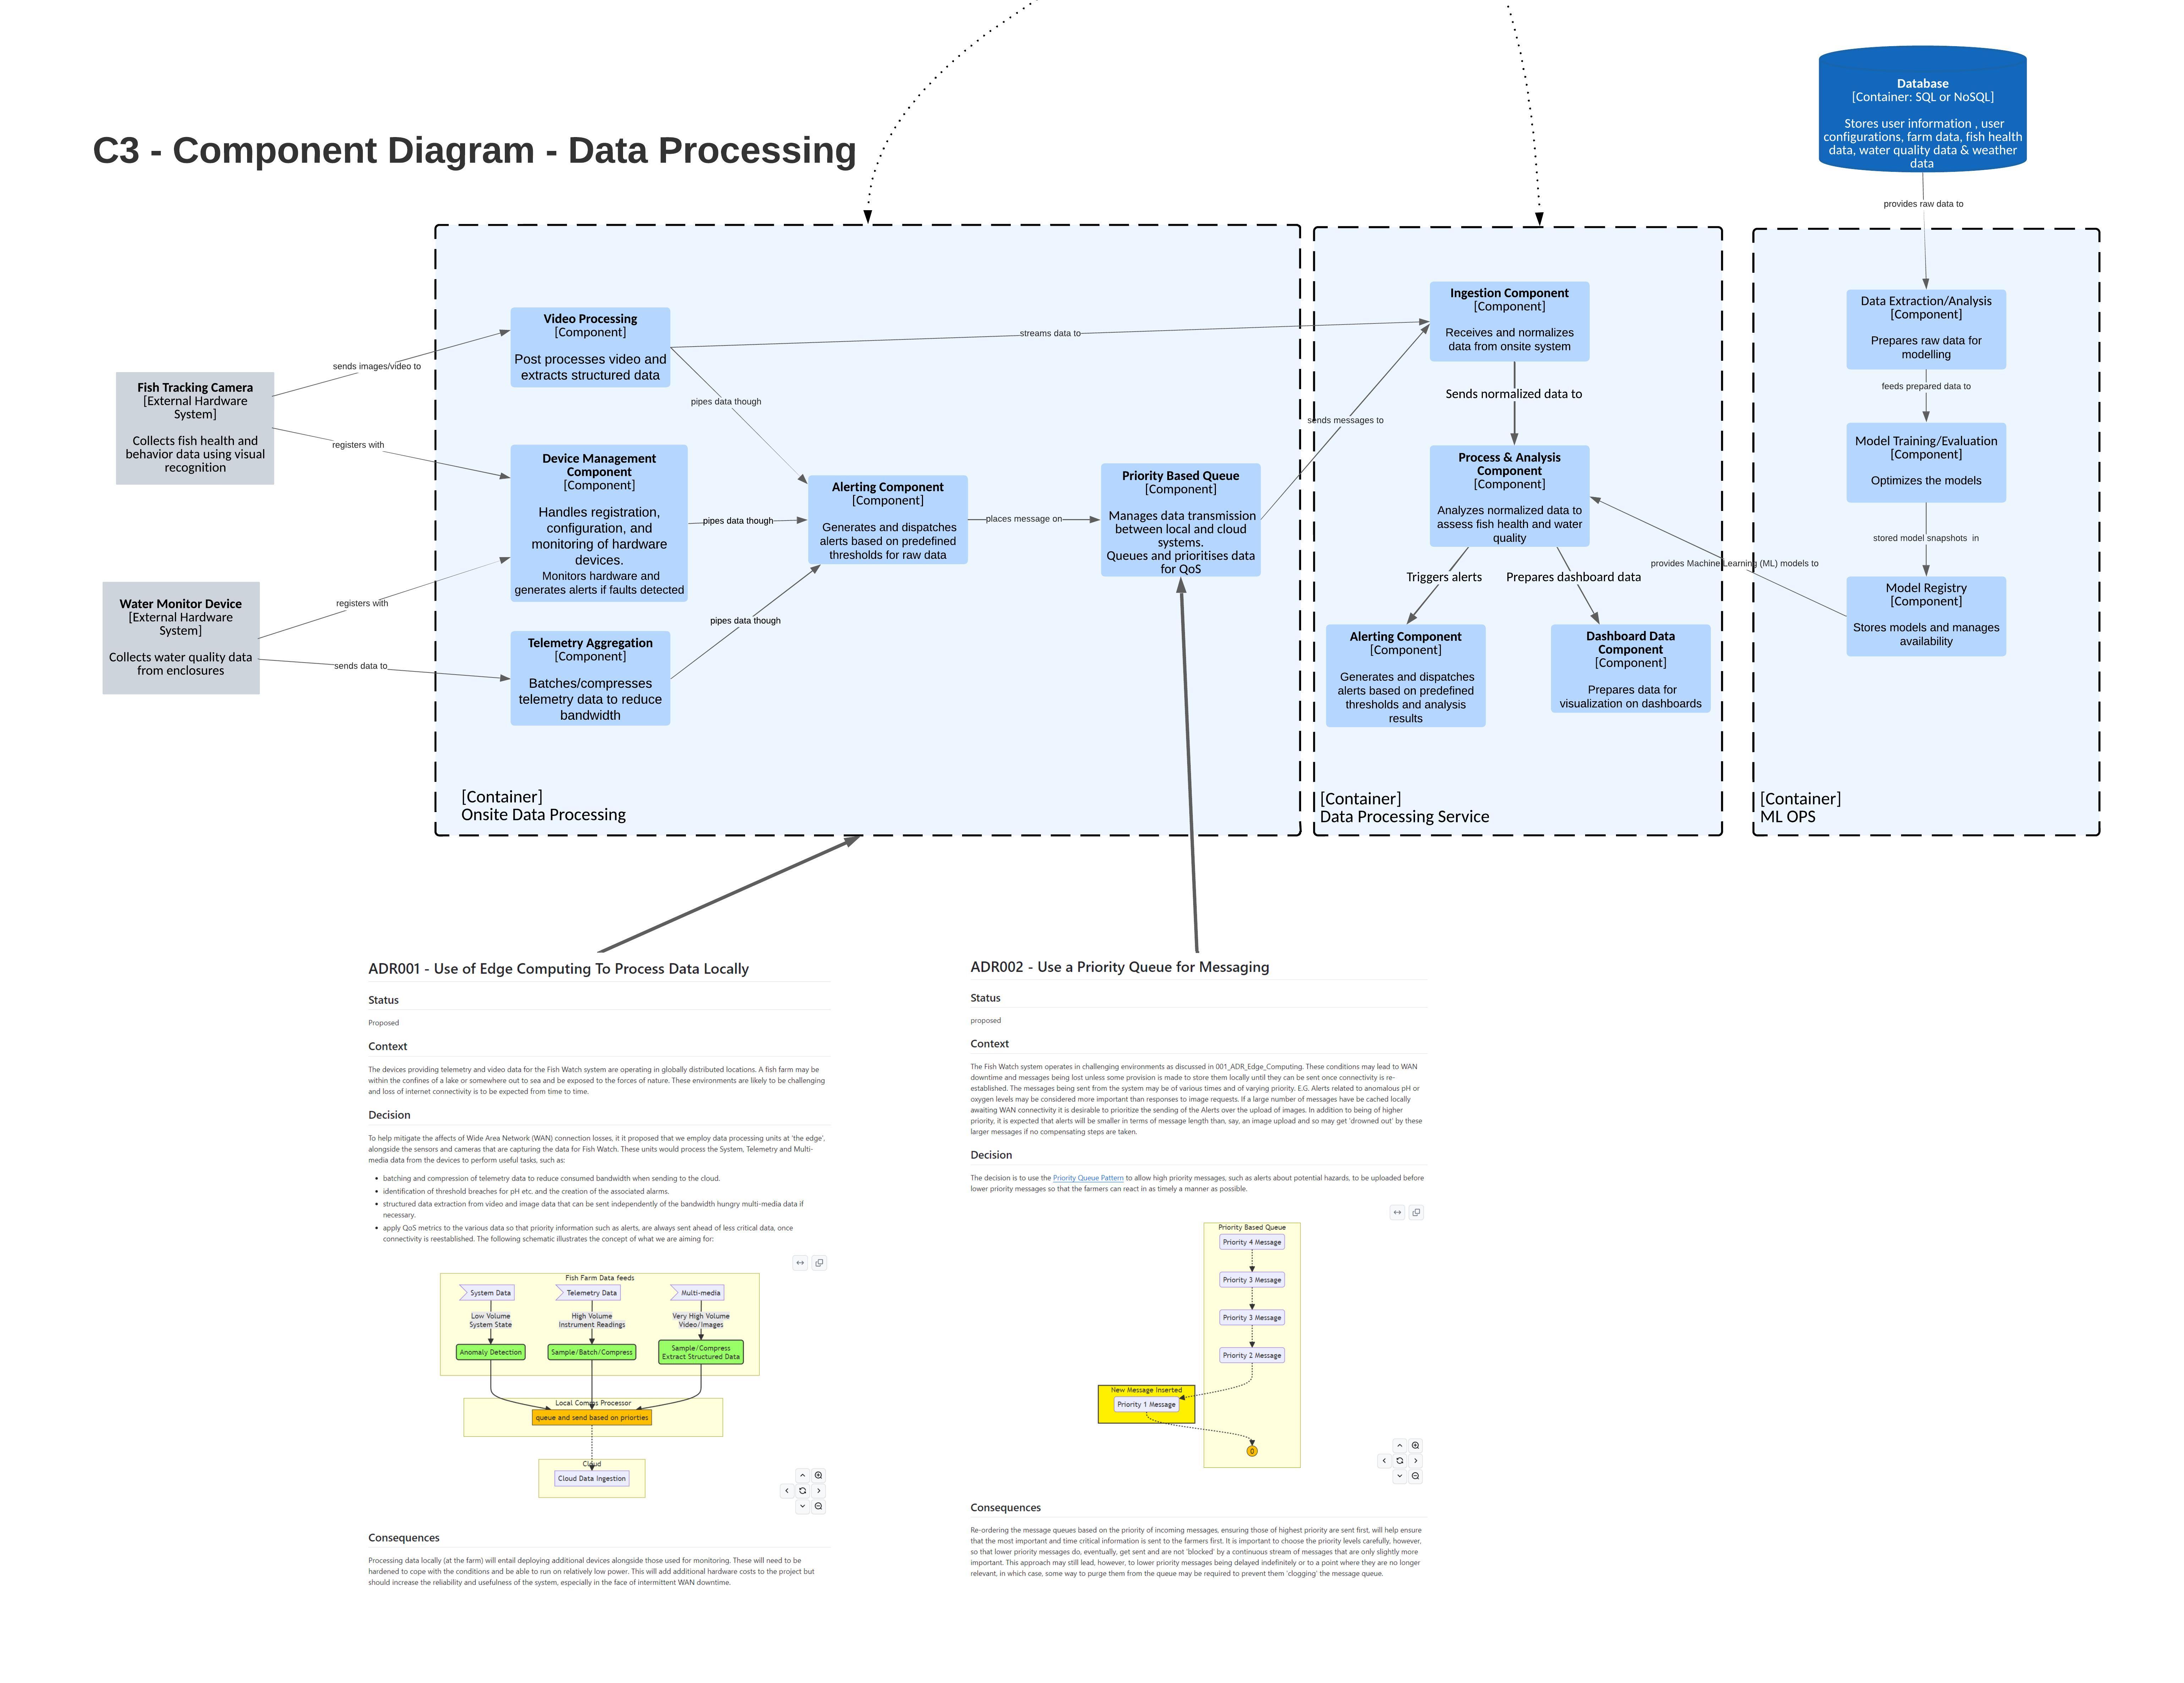 C3 - Component Diagram - Data Processing
Database
[Container: SQL or NoSQL]
Stores user information , user
configurations, farm data, fish health
data, water quality data & weather
data
provides raw data to
Fish Tracking Camera
[External Hardware
System]
Collects fish health and
behavior data using visual
recognition
Water Monitor Device
[External Hardware
System]
Collects water quality data
from enclosures
sends images/video to
registers with
registers with
sends data to
Video Processing
[Component]
Post processes video and
extracts structured data
Device Management
Component
[Component]
Handles registration,
configuration, and
monitoring of hardware
devices.
Monitors hardware and
generates alerts if faults detected
Telemetry Aggregation
[Component]
Batches/compresses
telemetry data to reduce
bandwidth
streams data to
pipes data though
pipes data though
pipes data though
Alerting Component
[Component]
Generates and dispatches
alerts based on predefined
thresholds for raw data
places message on
Priority Based Queue
[Component]
Manages data transmission
between local and cloud
systems.
Queues and prioritises data
for QoS
sends messages to
[Container]
Onsite Data Processing
Ingestion Component
[Component]
Receives and normalizes
data from onsite system
Sends normalized data to
Process & Analysis
Component
[Component]
Analyzes normalized data to
assess fish health and water
quality
Triggers alerts
Prepares dashboard data
Alerting Component
[Component]
Generates and dispatches
alerts based on predefined
thresholds and analysis
results
Dashboard Data
Component
[Component]
Prepares data for
visualization on dashboards
[Container]
Data Processing Service
Data Extraction/Analysis
[Component]
Prepares raw data for
modelling
feeds prepared data to
Model Training/Evaluation
[Component]
Optimizes the models
stored model snapshots in
provides Machine Learning (ML) models to
Model Registry
[Component]
Stores models and manages
availability
[Container]
ML OPS
ADR001 - Use of Edge Computing To Process Data Locally
Status
Proposed
Context
The devices providing telemetry and video data for the Fish Watch system are operating in globally distributed locations. A fish farm may be
within the confines of a lake or somewhere out to sea and be exposed to the forces of nature. These environments are likely to be challenging
and loss of internet connectivity is to be expected from time to time.
Decision
To help mitigate the affects of Wide Area Network (WAN) connection losses, it it proposed that we employ data processing units at 'the edge',
alongside the sensors and cameras that are capturing the data for Fish Watch. These units would process the System, Telemetry and Multi-
media data from the devices to perform useful tasks, such as:
• batching and compression of telemetry data to reduce consumed bandwidth when sending to the cloud.
• identification of threshold breaches for pH etc. and the creation of the associated alarms.
• structured data extraction from video and image data that can be sent independently of the bandwidth hungry multi-media data if
necessary.
• apply QoS metrics to the various data so that priority information such as alerts, are always sent ahead of less critical data, once
connectivity is reestablished. The following schematic illustrates the concept of what we are aiming for:
Fish Farm Data feeds
System Data
Telemetry Data
Multi-media
Low Volume
System State
High Volume
Instrument Readings
Very High Volume
Video/Images
Anomaly Detection
Sample/Batch/Compress
Sample/Compress
Extract Structured Data
Local Comms Processor
queue and send based on priorties
Cloud
Cloud Data Ingestion
Consequences
Processing data locally (at the farm) will entail deploying additional devices alongside those used for monitoring. These will need to be
hardened to cope with the conditions and be able to run on relatively low power. This will add additional hardware costs to the project but
should increase the reliability and usefulness of the system, especially in the face of intermittent WAN downtime.
ADR002 - Use a Priority Queue for Messaging
Status
proposed
Context
The Fish Watch system operates in challenging environments as discussed in 001_ADR_Edge_Computing. These conditions may lead to WAN
downtime and messages being lost unless some provision is made to store them locally until they can be sent once connectivity is re-
established. The messages being sent from the system may be of various times and of varying priority. E.G. Alerts related to anomalous pH or
oxygen levels may be considered more important than responses to image requests. If a large number of messages have be cached locally
awaiting WAN connectivity it is desirable to prioritize the sending of the Alerts over the upload of images. In addition to being of higher
priority, it is expected that alerts will be smaller in terms of message length than, say, an image upload and so may get 'drowned out' by these
larger messages if no compensating steps are taken.
Decision
The decision is to use the Priority Queue Pattern to allow high priority messages, such as alerts about potential hazards, to be uploaded before
lower priority messages so that the farmers can react in as timely a manner as possible.
Priority Based Queue
Priority 4 Message
Priority 3 Message
Priority 3 Message
Priority 2 Message
New Message Inserted
Priority 1 Message
0
Consequences
Re-ordering the message queues based on the priority of incoming messages, ensuring those of highest priority are sent first, will help ensure
that the most important and time critical information is sent to the farmers first. It is important to choose the priority levels carefully, however,
so that lower priority messages do, eventually, get sent and are not 'blocked' by a continuous stream of messages that are only slightly more
important. This approach may still lead, however, to lower priority messages being delayed indefinitely or to a point where they are no longer
relevant, in which case, some way to purge them from the queue may be required to prevent them 'clogging' the message queue.